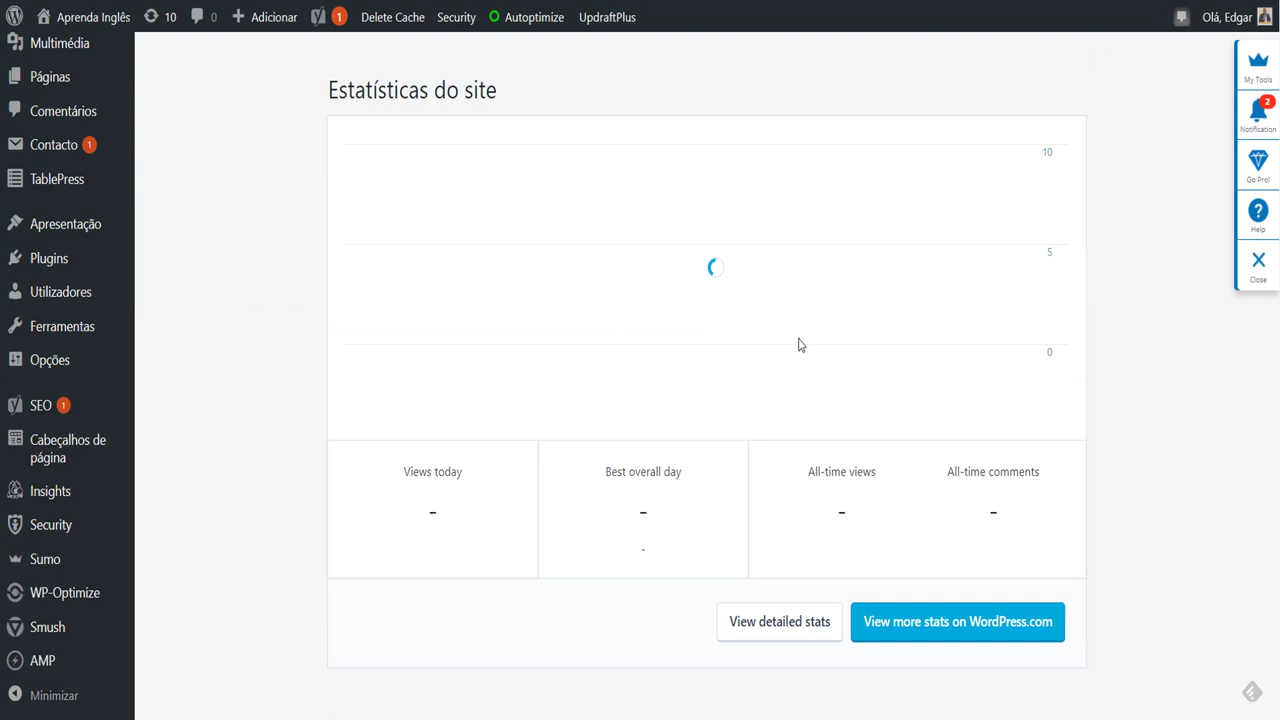 Aprenda Inglês
10
0
Adicionar
1
Delete Cache
Security
Autoptimize
UpdraftPlus
Olá, Edgar
Multimédia
Páginas
Comentários
Contacto 1
TablePress
Apresentação
Plugins
Utilizadores
Ferramentas
Opções
SEO 1
Cabeçalhos de
página
Insights
Security
Sumo
WP-Optimize
Smush
AMP
Minimizar
Estatísticas do site
10
5
0
Views today
-
Best overall day
-
-
All-time views
-
All-time comments
-
View detailed stats
View more stats on WordPress.com
My Tools
2
Notification
Go Pro!
?
Help
Close